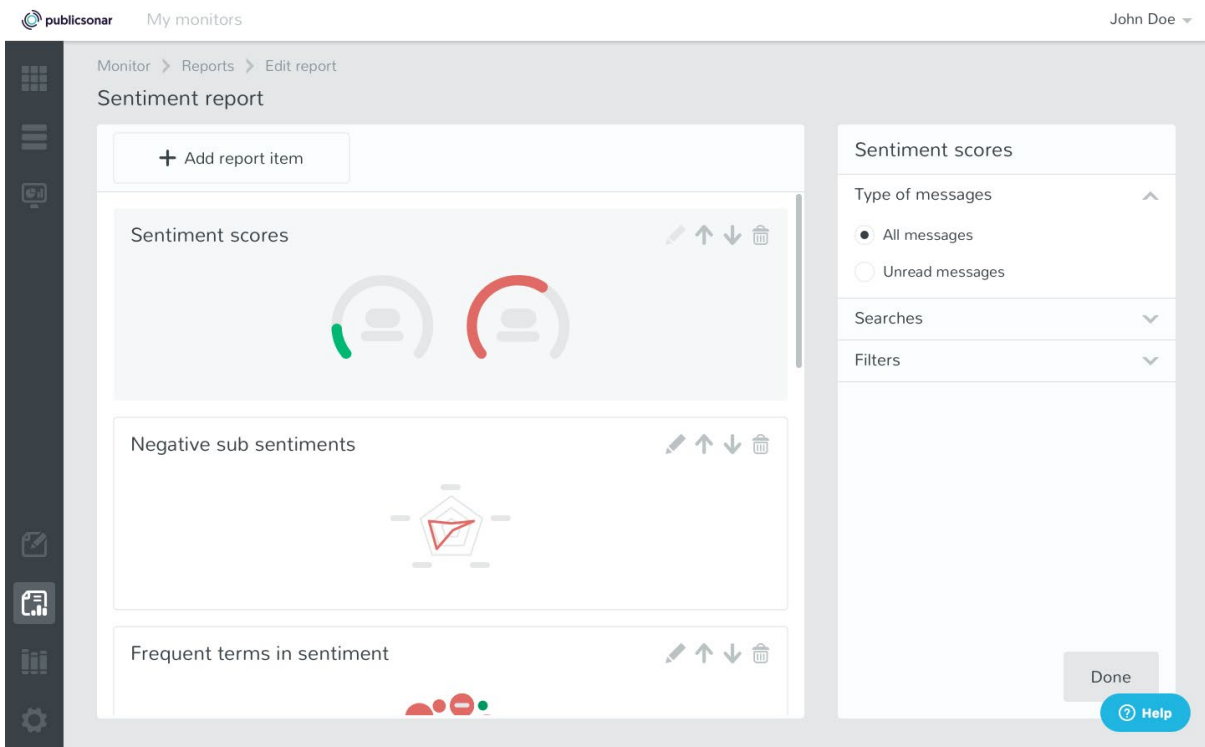 publicsonar My monitors John Doe
Monitor Reports Edit report
Sentiment report
+ Add report item
Sentiment scores
Negative sub sentiments
Frequent terms in sentiment
Sentiment scores
Type of messages
All messages
Unread messages
Searches
Filters
Done
? Help